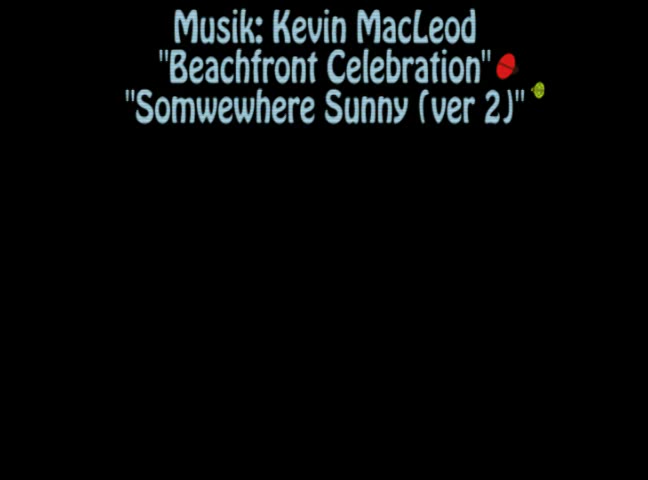 Musik: Kevin MacLeod
"Beachfront Celebration"
"Somwewhere Sunny (ver 2)"